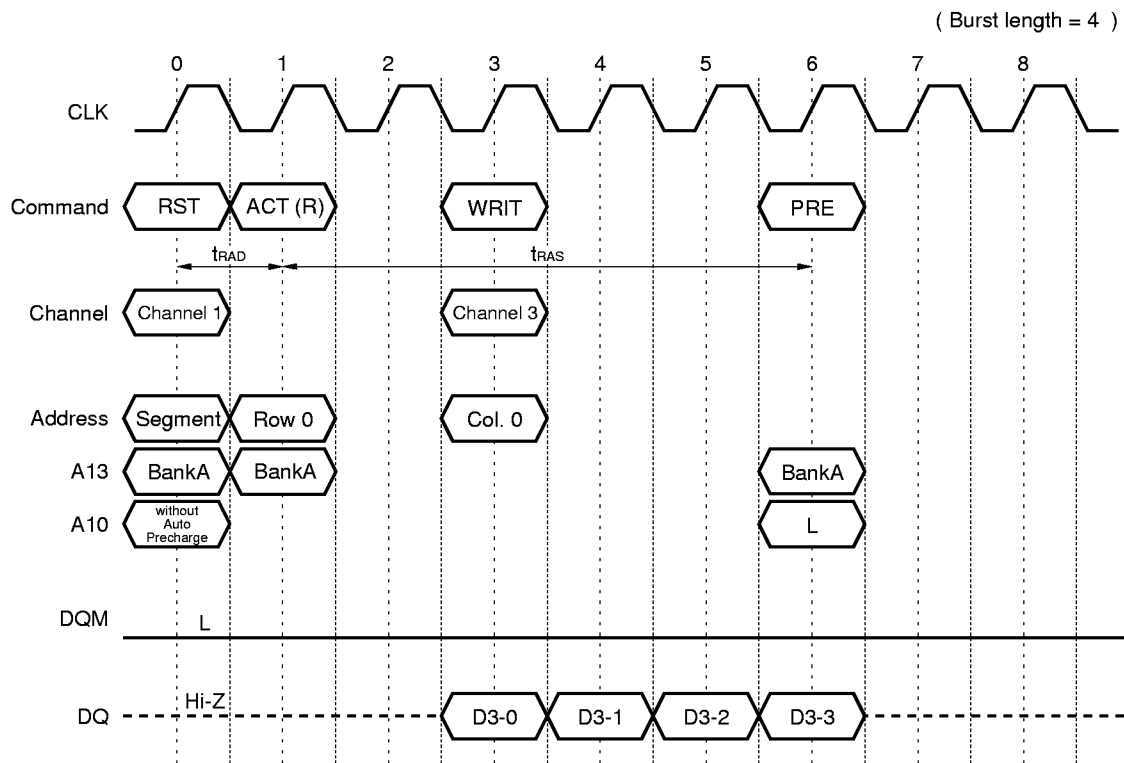 ( Burst length = 4 )
0 1 2 3 4 5 6 7 8
CLK
Command RST ACT (R) WRIT PRE
tRAD tRAS
Channel Channel 1 Channel 3
Address Segment Row 0 Col. 0
A13 BankA BankA BankA
A10 without Auto Precharge L
DQM L
Hi-Z
DQ D3-0 D3-1 D3-2 D3-3